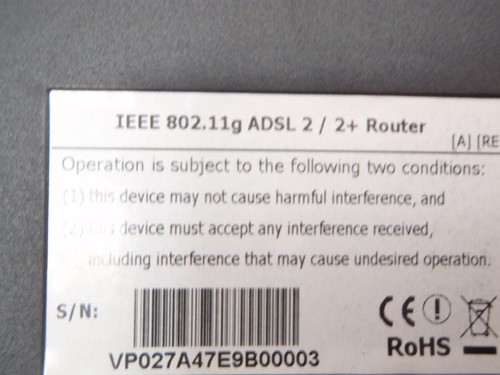 IEEE 802.11g ADSL 2 / 2+ Router
[A] [RE
Operation is subject to the following two conditions:
(1) this device may not cause harmful interference, and
(2) this device must accept any interference received,
including interference that may cause undesired operation.
S/N:
VP027A47E9B00003
CE
RoHS